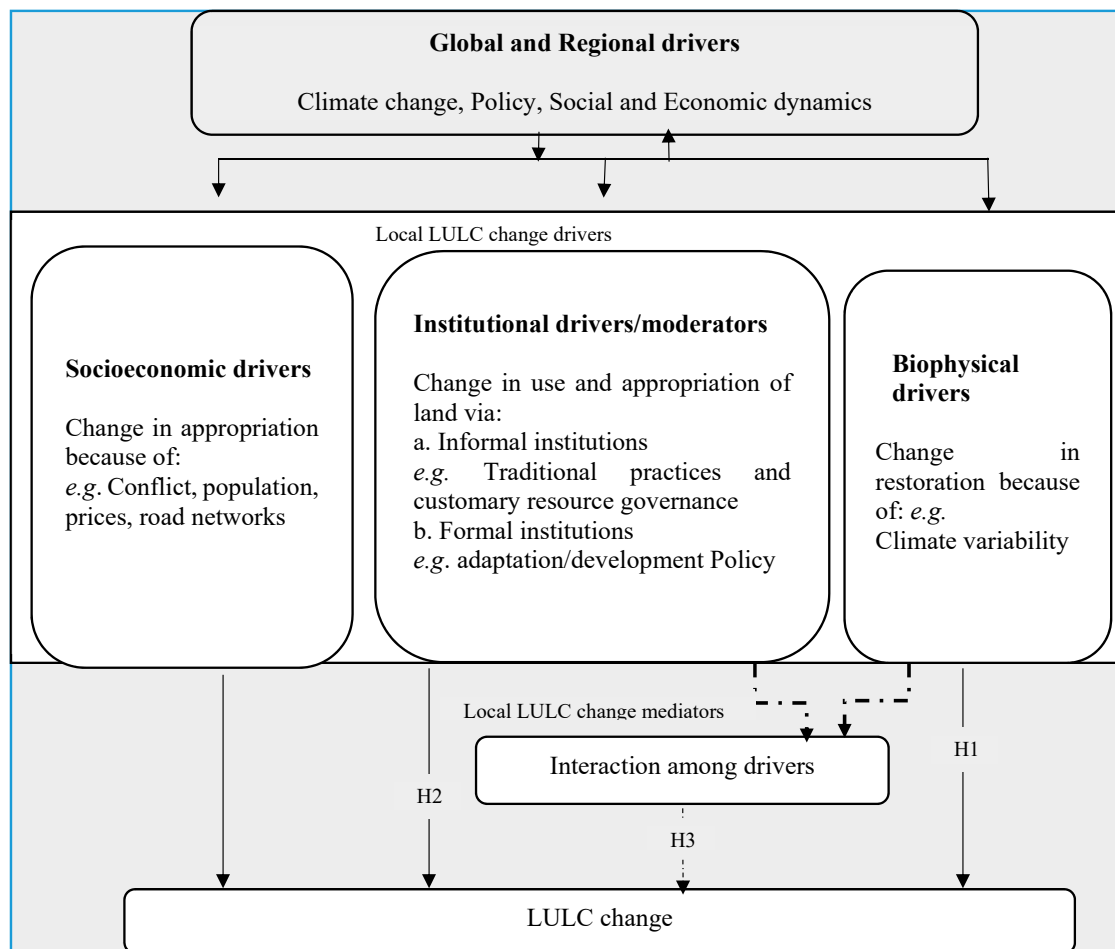 Global and Regional drivers
Climate change, Policy, Social and Economic dynamics
Local LULC change drivers
Socioeconomic drivers
Change in appropriation
because of:
e.g. Conflict, population,
prices, road networks
Institutional drivers/moderators
Change in use and appropriation of
land via:
a. Informal institutions
e.g. Traditional practices and
customary resource governance
b. Formal institutions
e.g. adaptation/development Policy
Biophysical
drivers
Change in
restoration because
of: e.g.
Climate variability
Local LULC change mediators
Interaction among drivers
H1
H2
H3
LULC change